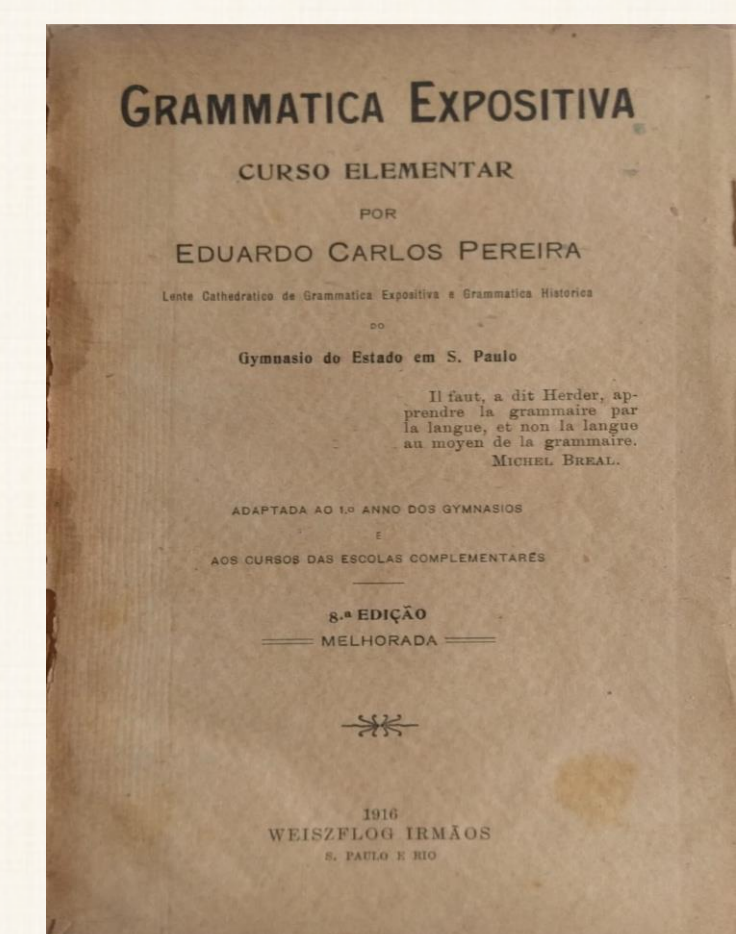 GRAMMATICA EXPOSITIVA
CURSO ELEMENTAR
POR
EDUARDO CARLOS PEREIRA
Lente Cathedratico de Grammatica Expositiva e Grammatica Historica
DO
Gymnasio do Estado em S. Paulo
Il faut, a dit Herder, ap-
prendre la grammaire par
la langue, et non la langue
au moyen de la grammaire.
MICHEL BREAL.
ADAPTADA AO 1.º ANNO DOS GYMNASIOS
E
AOS CURSOS DAS ESCOLAS COMPLEMENTARES
8.ª EDIÇÃO
MELHORADA
1916
WEISZFLOG IRMÃOS
S. PAULO E RIO